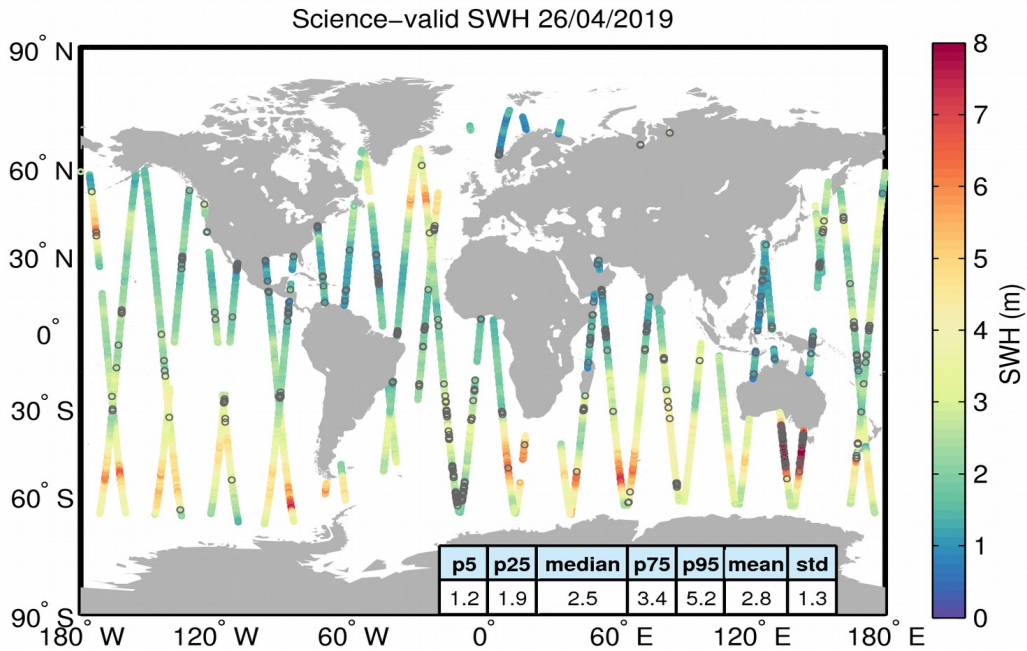 Science−valid SWH 26/04/2019
90° N
60° N
30° N
0°
30° S
60° S
90° S
180° W
120° W
60° W
0°
60° E
120° E
180° E
p5 p25 median p75 p95 mean std
1.2 1.9 2.5 3.4 5.2 2.8 1.3
8
7
6
5
4
3
2
1
0
SWH (m)